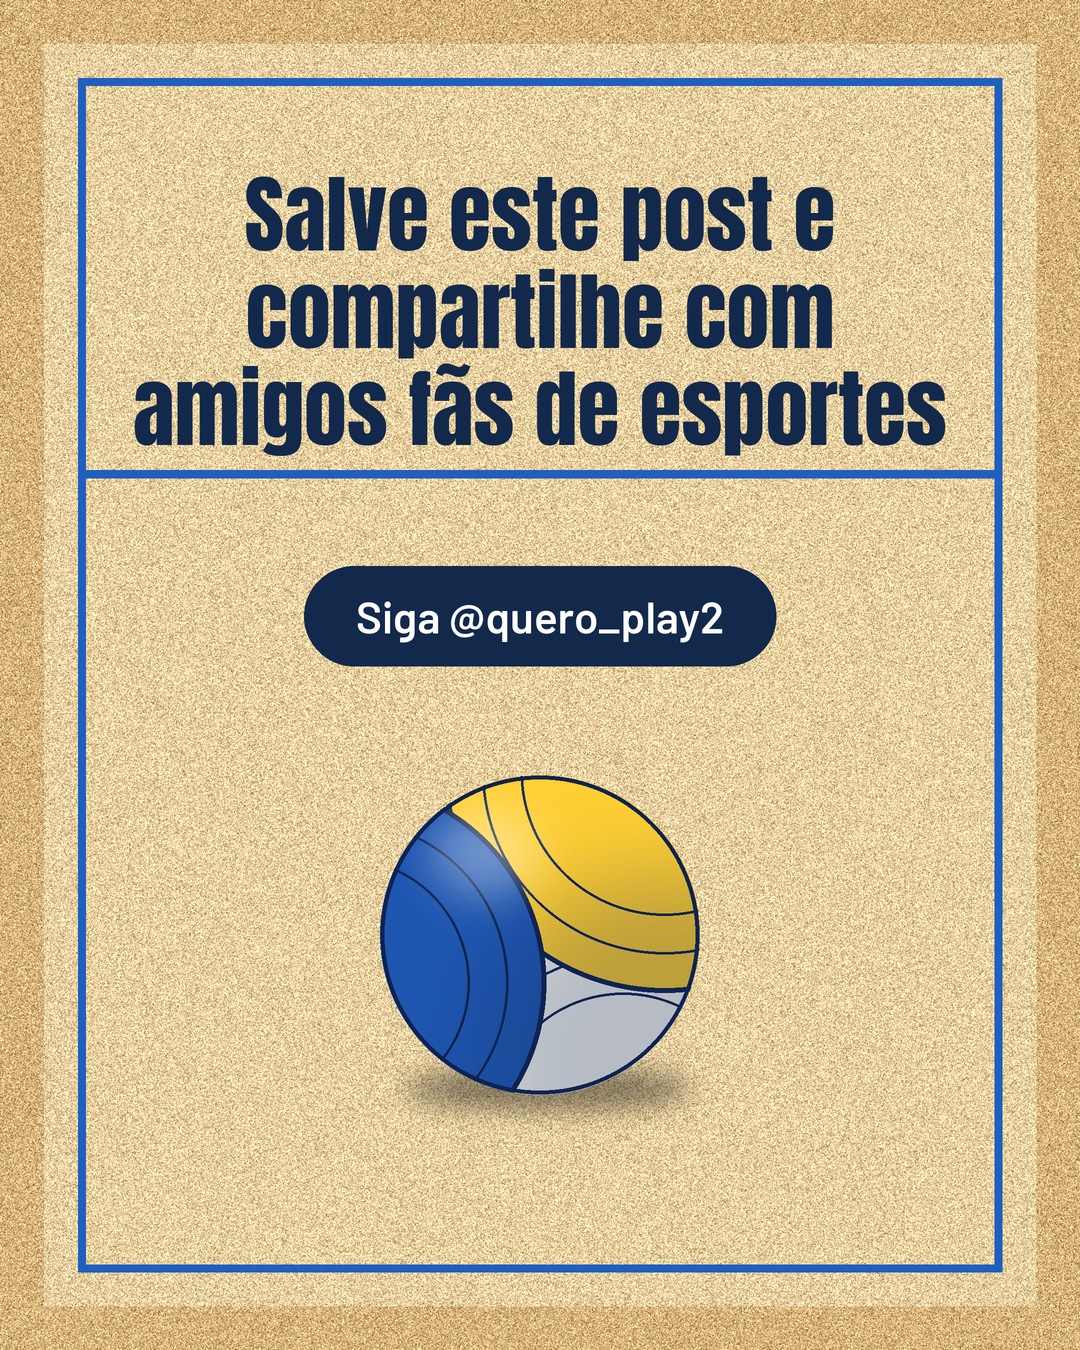 Salve este post e
compartilhe com
amigos fãs de esportes
Siga @quero_play2